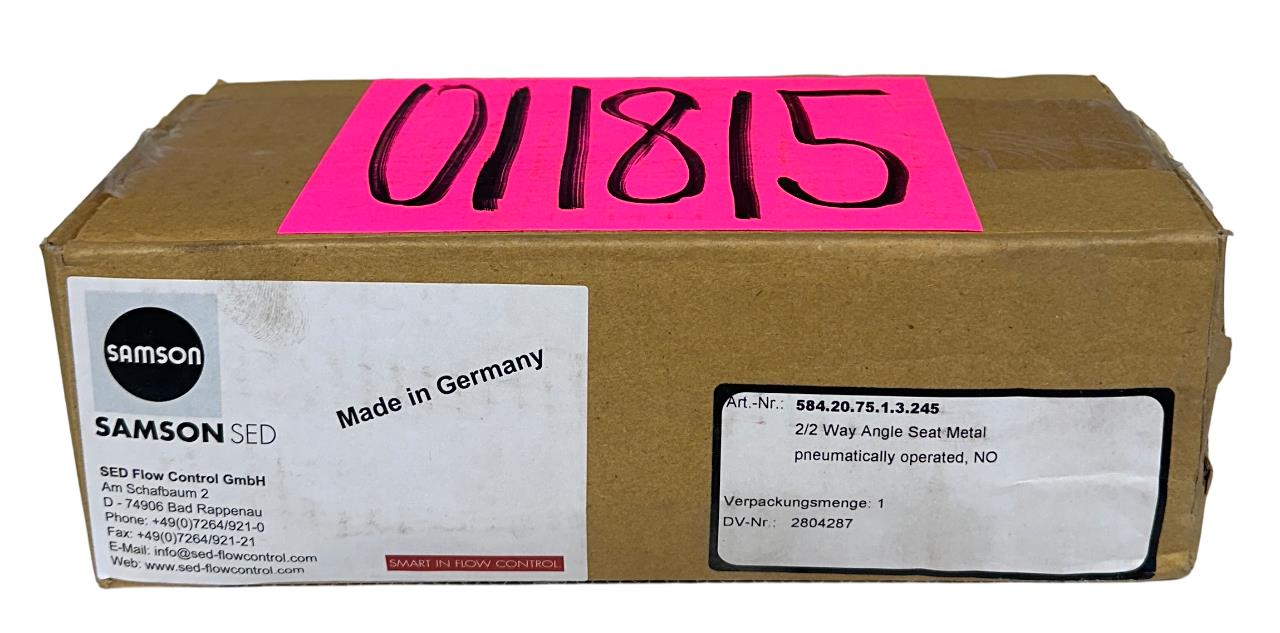 011815
SAMSON
SAMSON SED
Made in Germany
SED Flow Control GmbH
Am Schafbaum 2
D - 74906 Bad Rappenau
Phone: +49(0)7264/921-0
Fax: +49(0)7264/921-21
E-Mail: info@sed-flowcontrol.com
Web: www.sed-flowcontrol.com
SMART IN FLOW CONTROL
Art.-Nr.: 584.20.75.1.3.245
2/2 Way Angle Seat Metal
pneumatically operated, NO
Verpackungsmenge: 1
DV-Nr.: 2804287